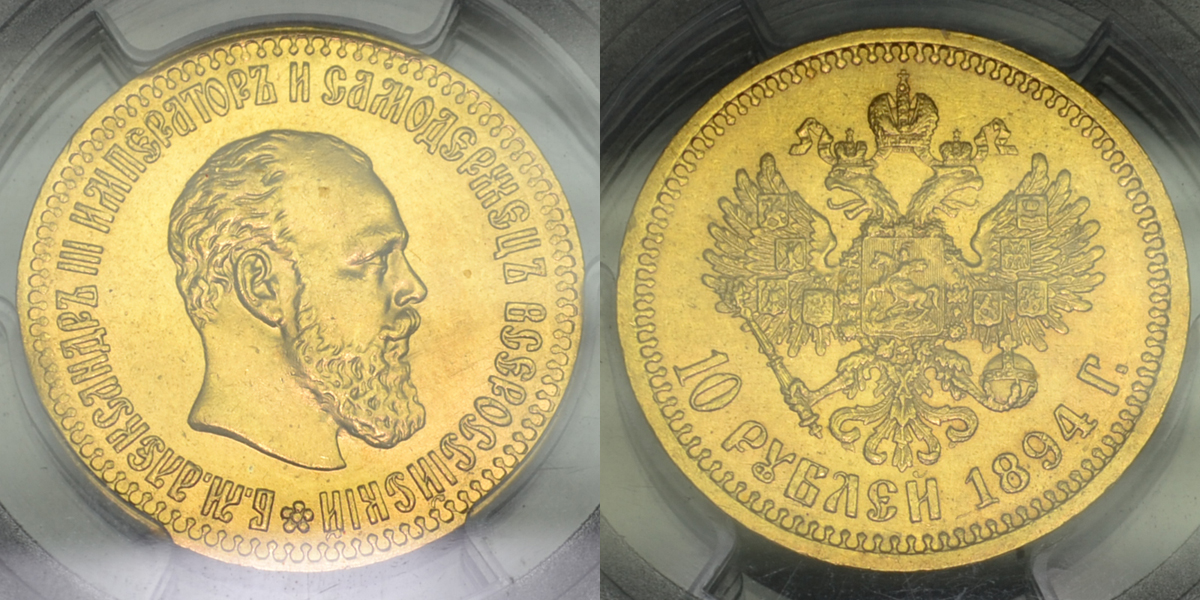 Б.М.АЛЕКСАНДРЪ III ИМПЕРАТОРЪ И САМОДЕРЖЕЦЪ ВСЕРОССІЙСКІЙ
10 РУБЛЕЙ 1894 Г.